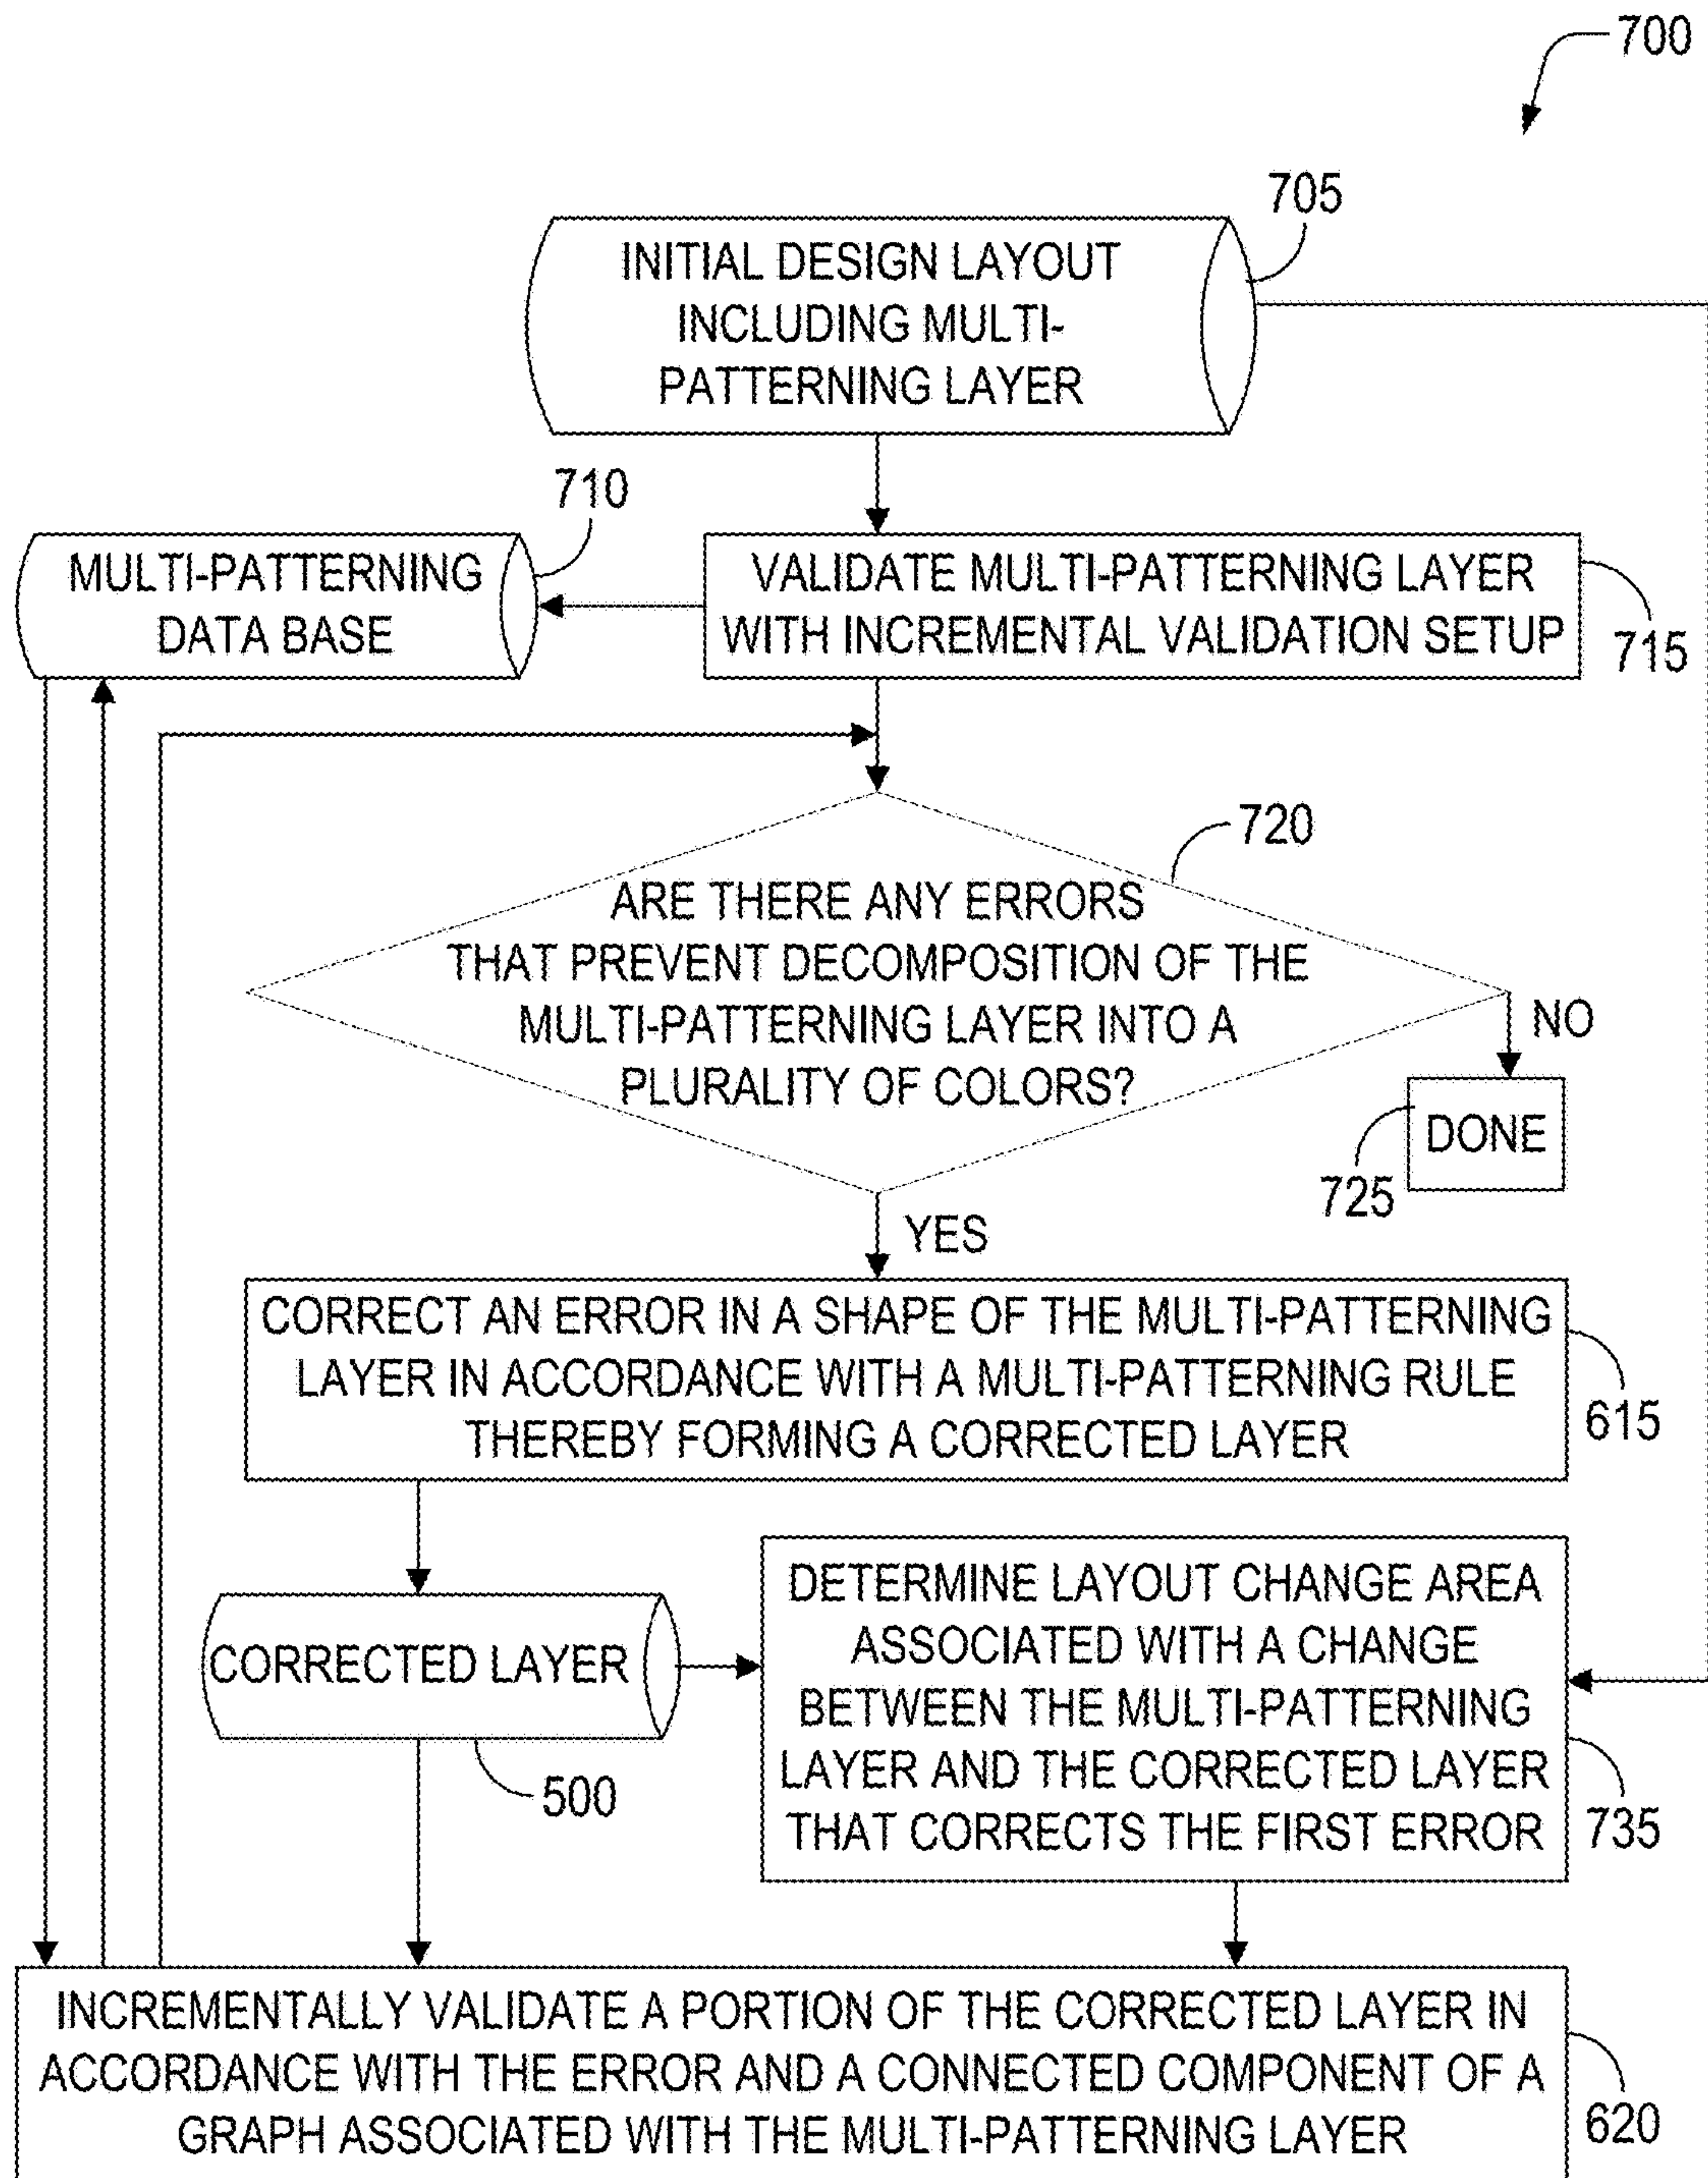 700
705
INITIAL DESIGN LAYOUT
INCLUDING MULTI-
PATTERNING LAYER
710
MULTI-PATTERNING
DATA BASE
VALIDATE MULTI-PATTERNING LAYER
WITH INCREMENTAL VALIDATION SETUP
715
720
ARE THERE ANY ERRORS
THAT PREVENT DECOMPOSITION OF THE
MULTI-PATTERNING LAYER INTO A
PLURALITY OF COLORS?
NO
DONE
725
YES
CORRECT AN ERROR IN A SHAPE OF THE MULTI-PATTERNING
LAYER IN ACCORDANCE WITH A MULTI-PATTERNING RULE
THEREBY FORMING A CORRECTED LAYER
615
CORRECTED LAYER
500
DETERMINE LAYOUT CHANGE AREA
ASSOCIATED WITH A CHANGE
BETWEEN THE MULTI-PATTERNING
LAYER AND THE CORRECTED LAYER
THAT CORRECTS THE FIRST ERROR
735
INCREMENTALLY VALIDATE A PORTION OF THE CORRECTED LAYER IN
ACCORDANCE WITH THE ERROR AND A CONNECTED COMPONENT OF A
GRAPH ASSOCIATED WITH THE MULTI-PATTERNING LAYER
620